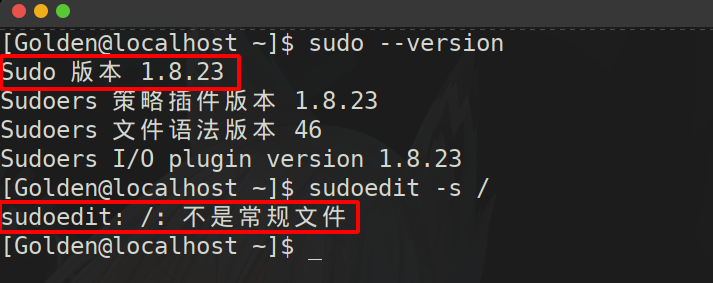 [Golden@localhost ~]$ sudo --version
Sudo 版本 1.8.23
Sudoers 策略插件版本 1.8.23
Sudoers 文件语法版本 46
Sudoers I/O plugin version 1.8.23
[Golden@localhost ~]$ sudoedit -s /
sudoedit: /: 不是常规文件
[Golden@localhost ~]$ _